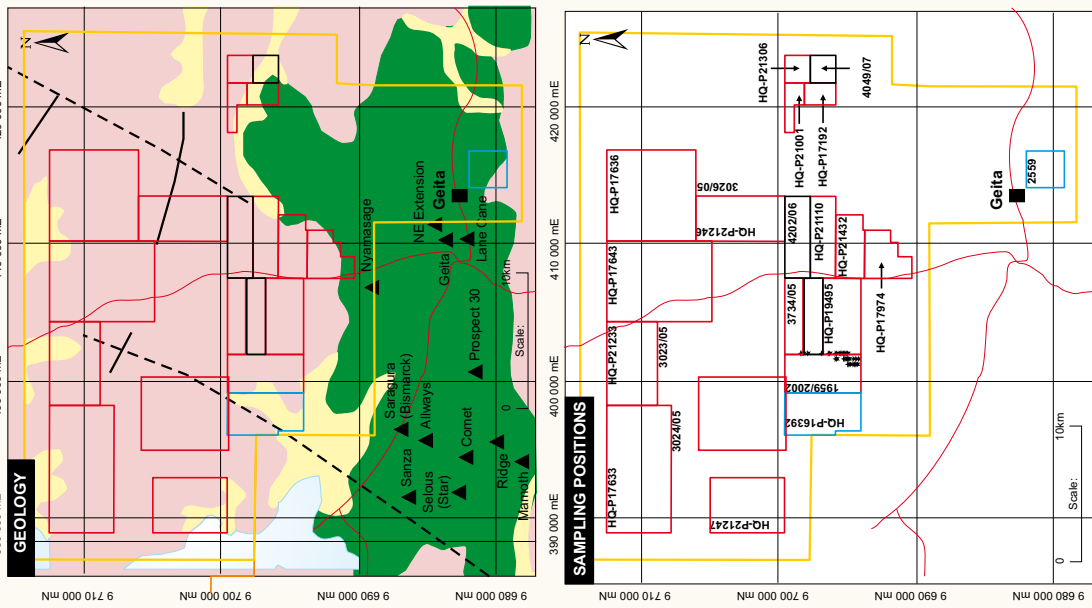 GEOLOGY
N
9 710 000 mN
9 700 000 mN
9 690 000 mN
9 680 000 mN
390 000 mE
400 000 mE
410 000 mE
420 000 mE
Nyamasage
NE Extension
Geita
Geita
Lane Cane
Prospect 30
Saragura
(Bismarck)
Allways
Comet
Sanza
Selous
(Star)
Ridge
Mamoth
Scale:
0
10km
SAMPLING POSITIONS
N
9 710 000 mN
9 700 000 mN
9 690 000 mN
9 680 000 mN
HQ-P17633
3024/05
HQ-P21247
HQ-P21233
3023/05
HQ-P17643
HQ-P17636
3026/05
HQ-P21246
1959/2002
HQ-P16392
3734/05
HQ-P19495
4202/06
HQ-P21110
HQ-P21432
HQ-P17974
HQ-P21001
HQ-P17192
HQ-P21306
4049/07
Geita
2559
Scale:
0
10km